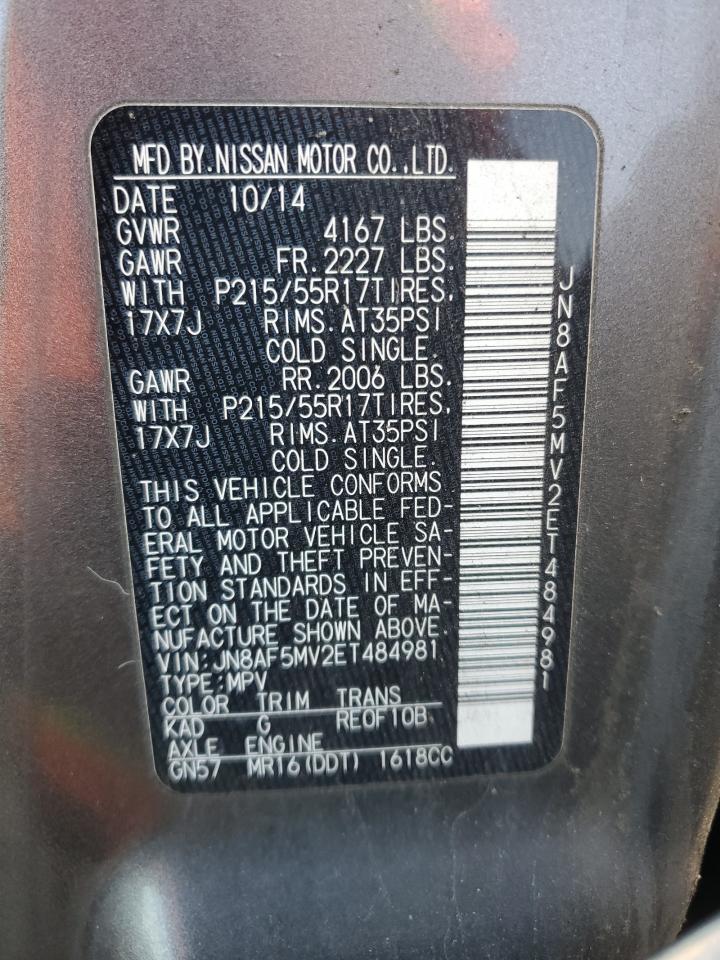 MFD BY.NISSAN MOTOR CO.,LTD.
DATE 10/14
GVWR 4167 LBS.
GAWR FR.2227 LBS.
WITH P215/55R17TIRES,
17X7J RIMS.AT35PSI
COLD SINGLE.
GAWR RR.2006 LBS.
WITH P215/55R17TIRES,
17X7J RIMS.AT35PSI
COLD SINGLE.
THIS VEHICLE CONFORMS
TO ALL APPLICABLE FED-
ERAL MOTOR VEHICLE SA-
FETY AND THEFT PREVEN-
TION STANDARDS IN EFF-
ECT ON THE DATE OF MA-
NUFACTURE SHOWN ABOVE.
VIN:JN8AF5MV2ET484981
TYPE:MPV
COLOR TRIM TRANS
KAD G RE0F10B
AXLE ENGINE
GN57 MR16(DDT) 1618CC
JN8AF5MV2ET484981